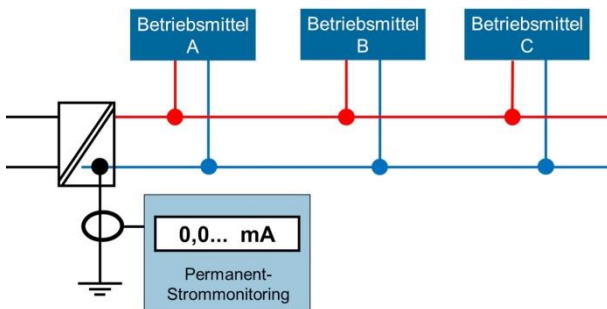 Betriebsmittel
A
Betriebsmittel
B
Betriebsmittel
C
0,0... mA
Permanent-
Strommonitoring